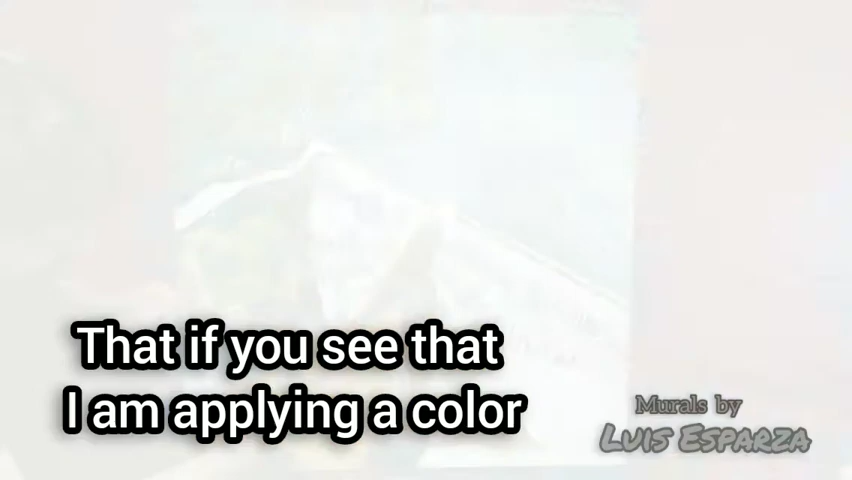 That if you see that
I am applying a color
Murals by
Luis Esparza